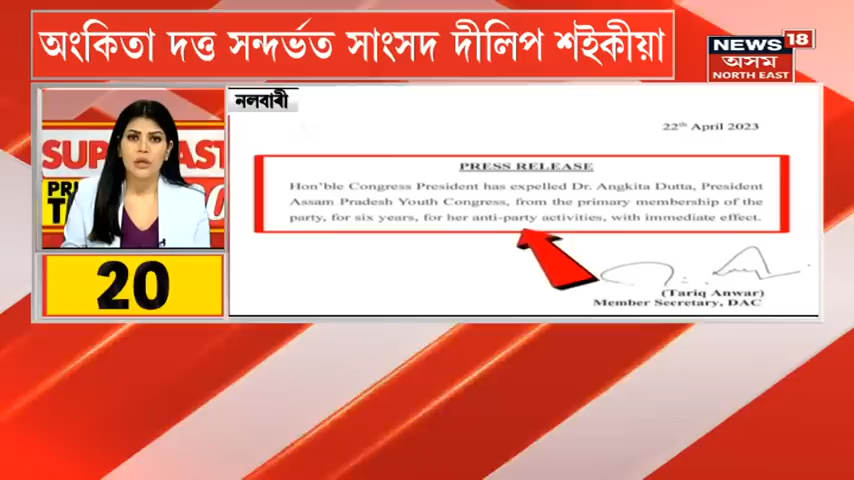 অংকিতা দত্ত সন্দৰ্ভত সাংসদ দীলিপ শইকীয়া
NEWS 18
অসম
NORTH EAST
নলবাৰী
22th April 2023
PRESS RELEASE
Hon'ble Congress President has expelled Dr. Angkita Dutta, President
Assam Pradesh Youth Congress, from the primary membership of the
party, for six years, for her anti-party activities, with immediate effect.
(Tariq Anwar)
Member Secretary, DAC
20